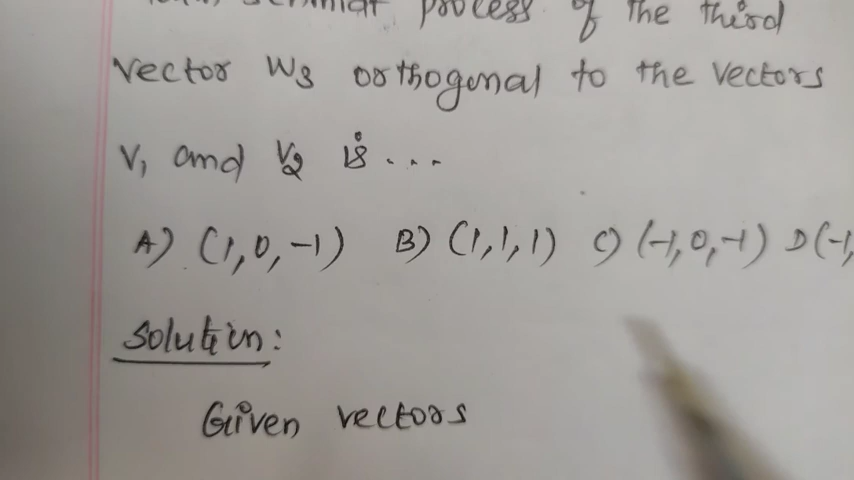 process of the third
vector W3 orthogonal to the vectors
V1 and V2 is ...
A) (1,0,-1) B) (1,1,1) C) (-1,0,-1) D (-1,
Solution:
Given vectors